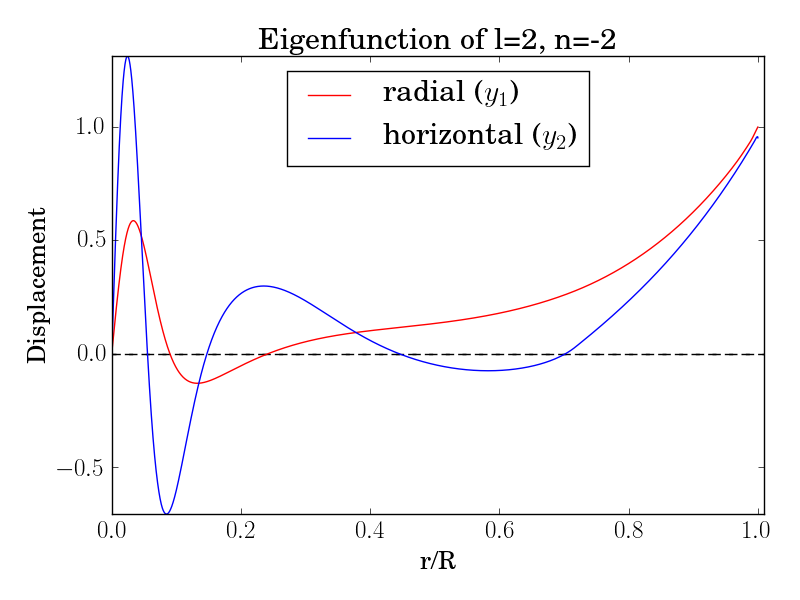 Eigenfunction of l=2, n=-2
radial (y₁)
horizontal (y₂)
Displacement
1.0
0.5
0.0
−0.5
0.0 0.2 0.4 0.6 0.8 1.0
r/R